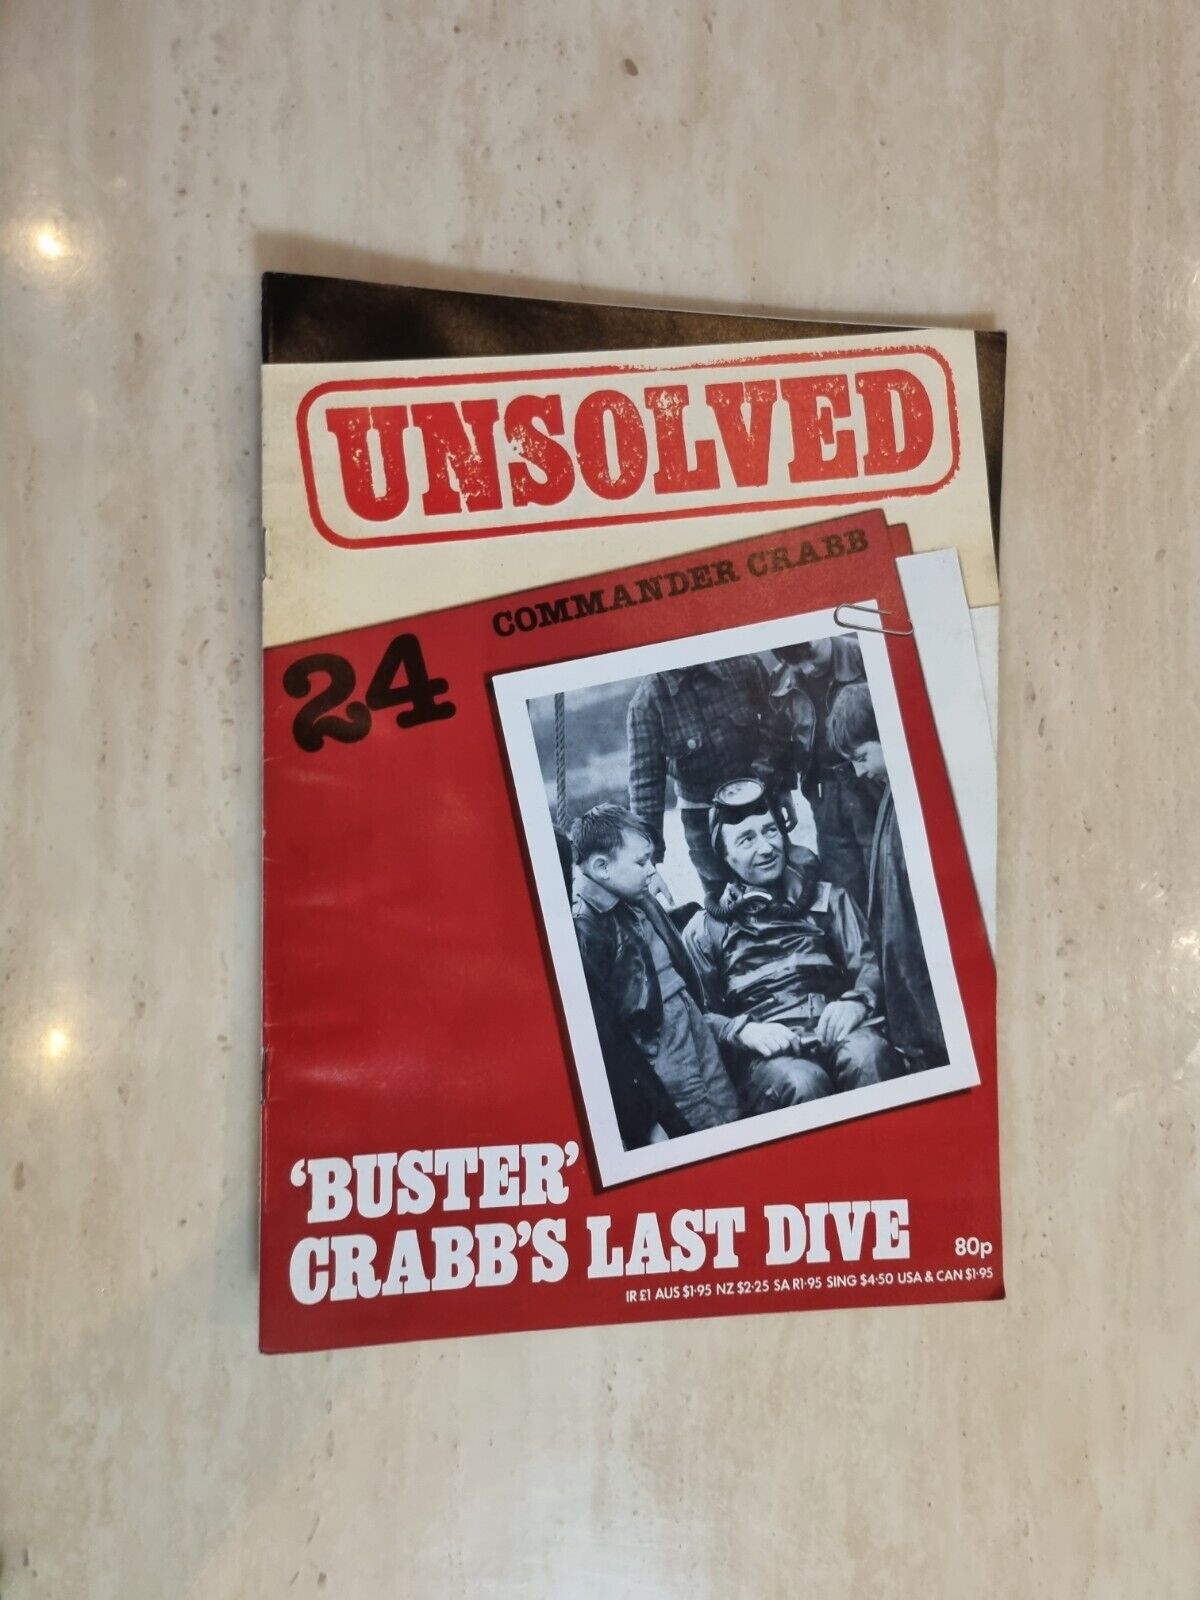 UNSOLVED
COMMANDER CRABB
24
'BUSTER'
CRABB'S LAST DIVE
80p
IR £1 AUS $1·95 NZ $2·25 SA R1·95 SING $4·50 USA & CAN $1·95